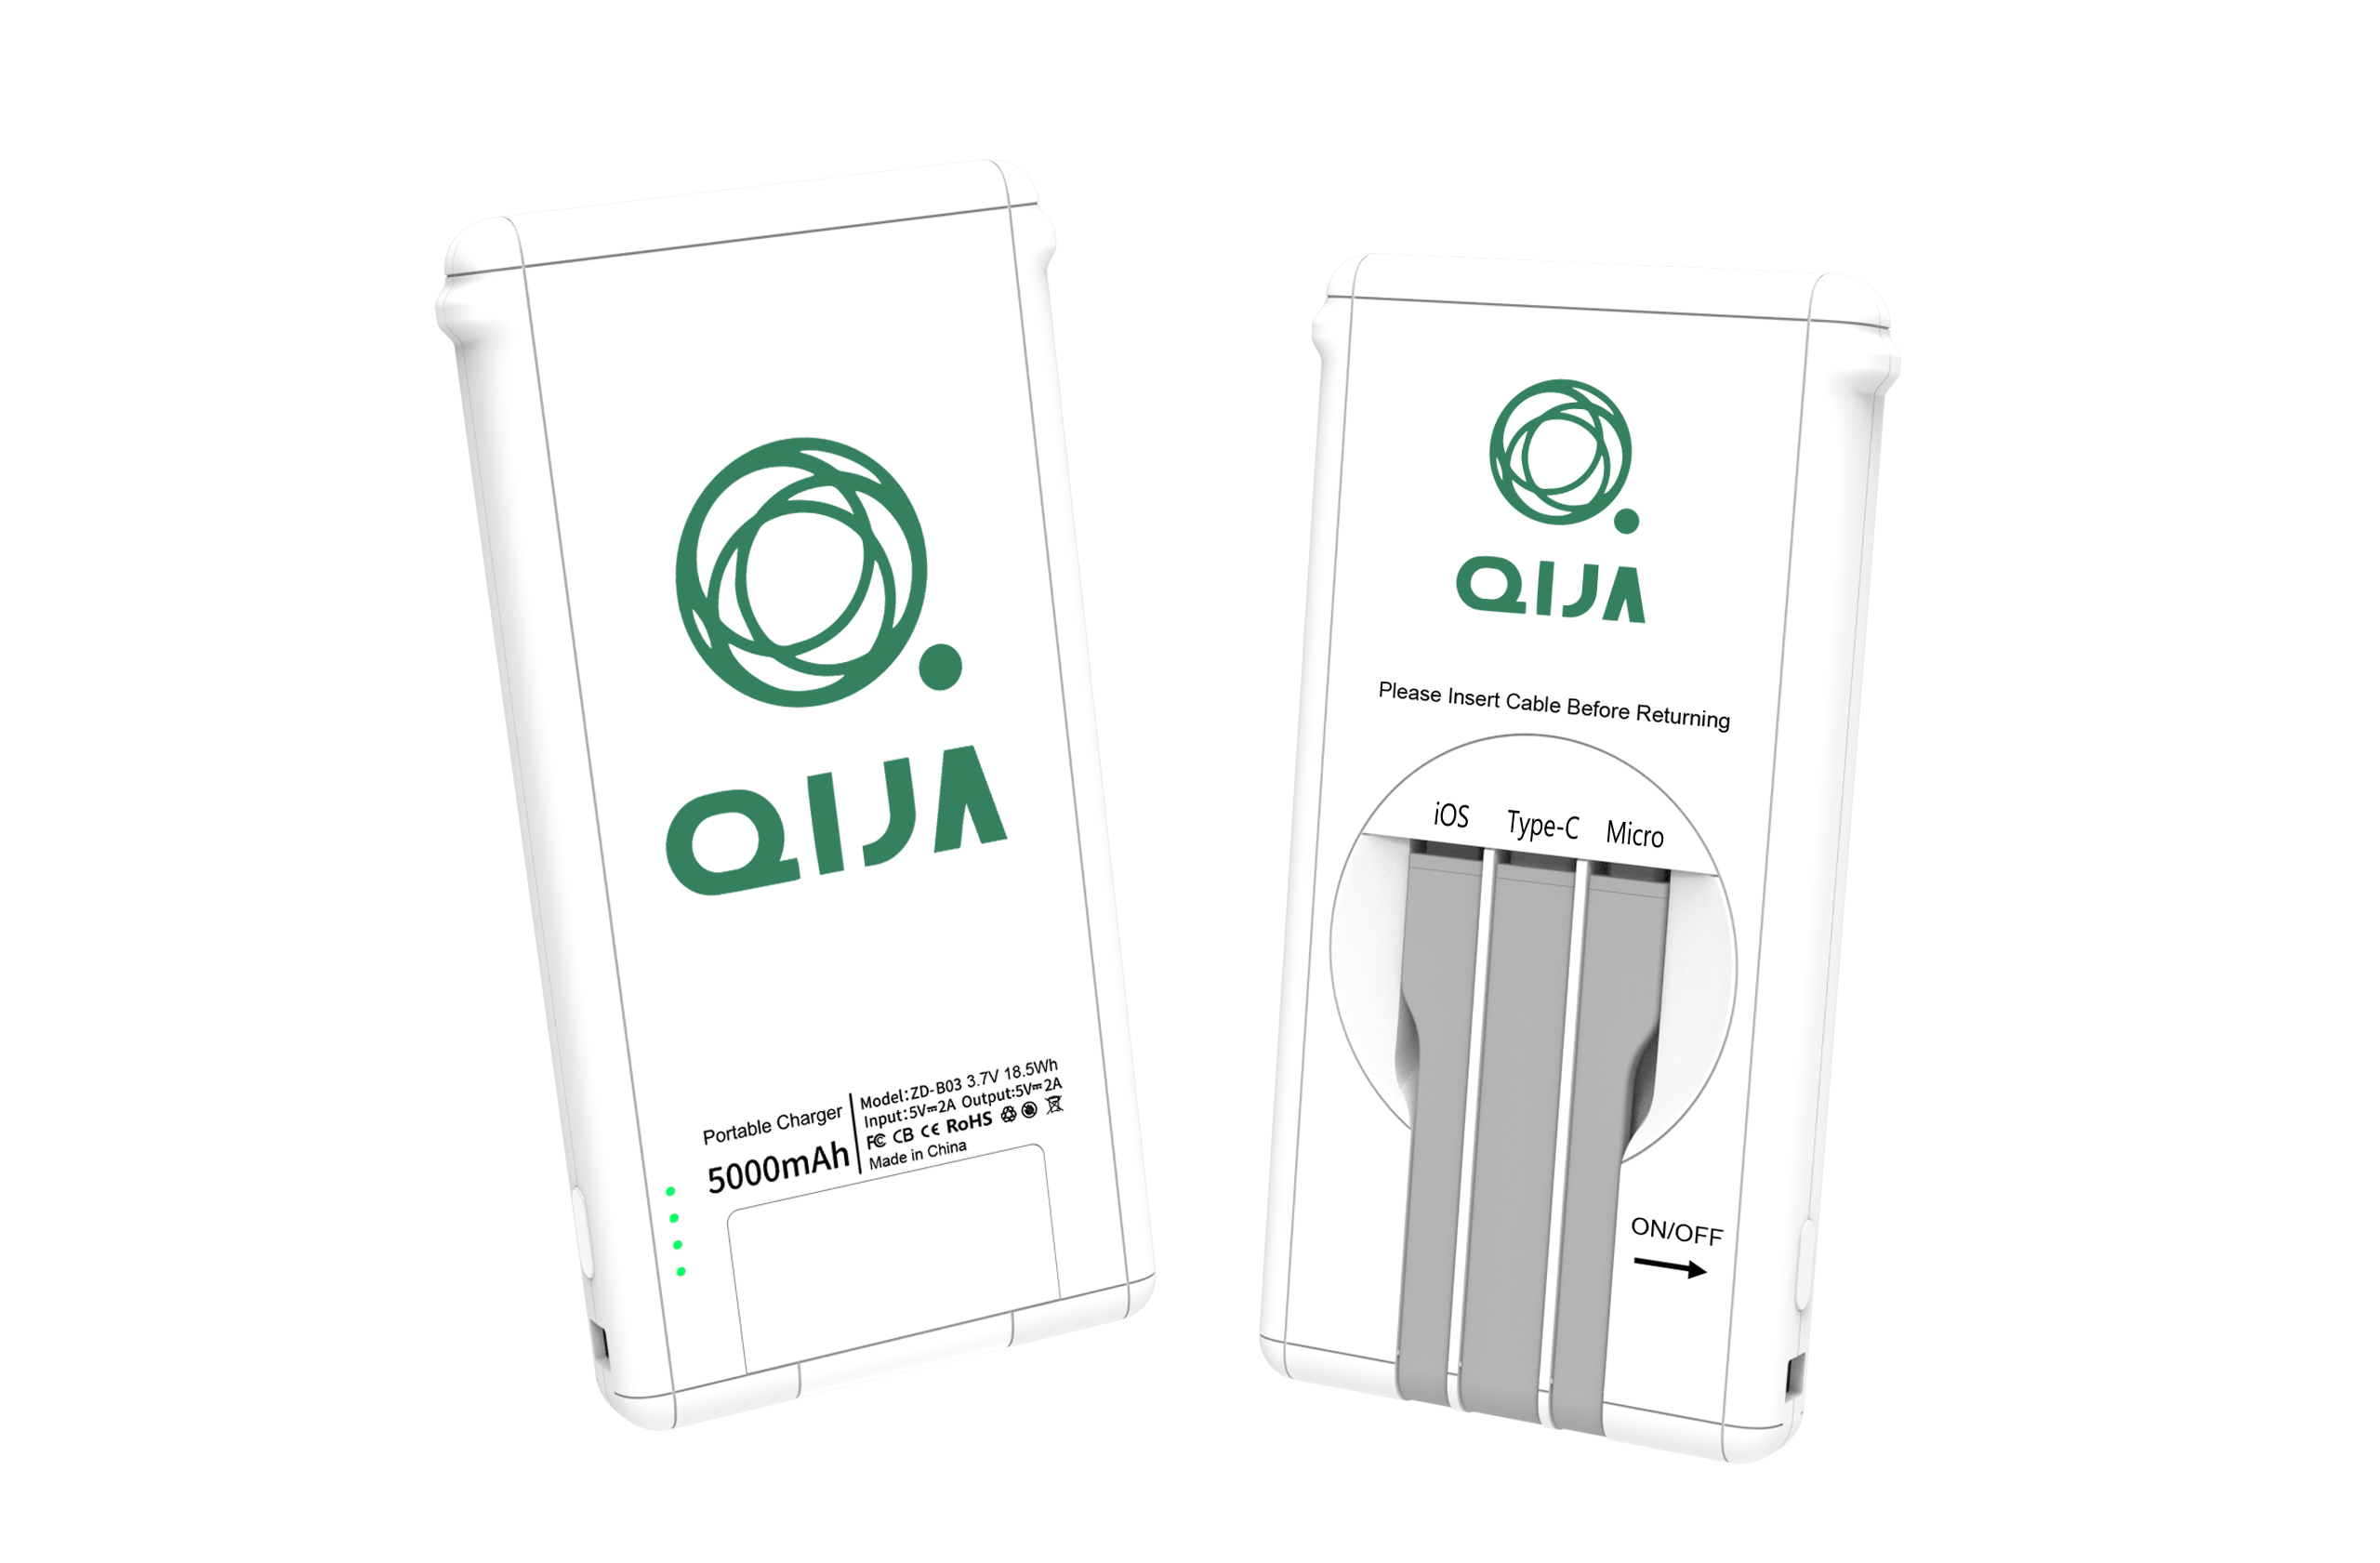 QIJA
Portable Charger
5000mAh
Model:ZD-B03 3.7V 18.5Wh
Input:5V⎓2A Output:5V⎓2A
FC CB CE RoHS
Made in China
QIJA
Please Insert Cable Before Returning
iOS Type-C Micro
ON/OFF